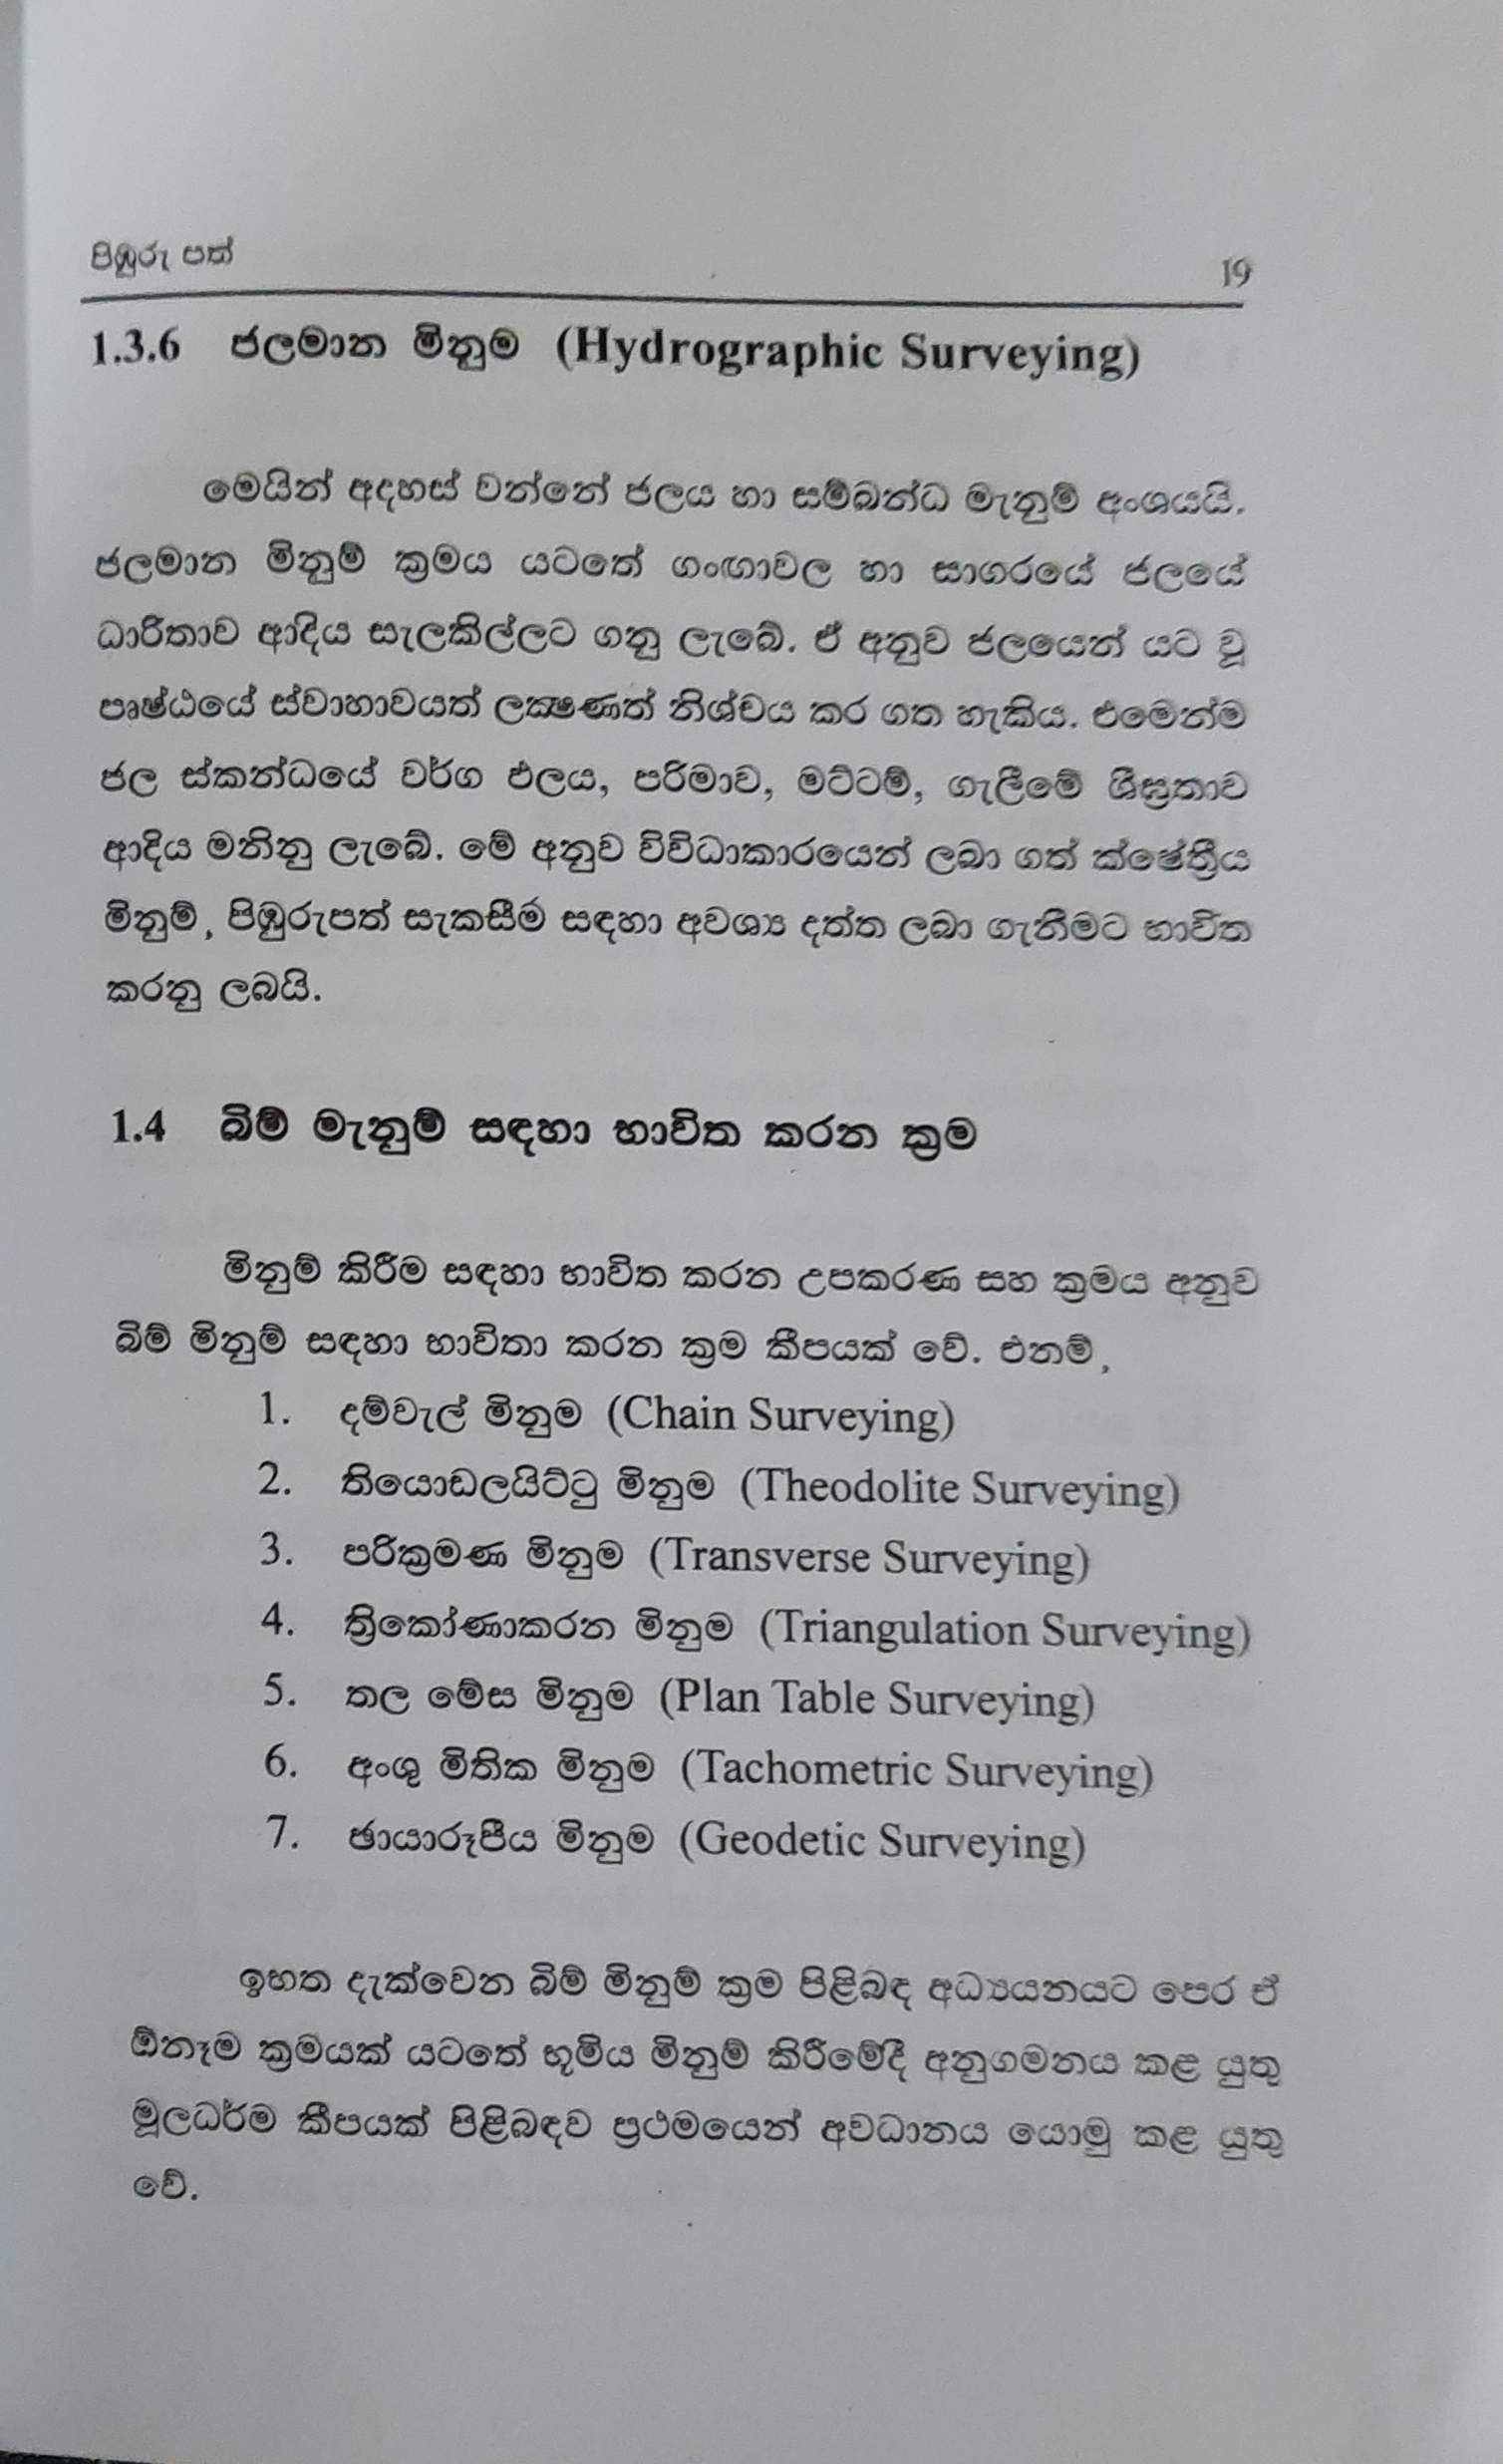 පිඹුරු පත්
19
1.3.6 ජලමාන මිනුම (Hydrographic Surveying)
මෙයින් අදහස් වන්නේ ජලය හා සම්බන්ධ මැනුම් අංශයයි.
ජලමාන මිනුම් ක්‍රමය යටතේ ගංඟාවල හා සාගරයේ ජලයේ
ධාරිතාව ආදිය සැලකිල්ලට ගනු ලැබේ. ඒ අනුව ජලයෙන් යට වූ
පෘෂ්ඨයේ ස්වාභාවයත් ලක්‍ෂණත් නිශ්චය කර ගත හැකිය. එමෙන්ම
ජල ස්කන්ධයේ වර්ග ඵලය, පරිමාව, මට්ටම්, ගැලීමේ ශීඝ්‍රතාව
ආදිය මනිනු ලැබේ. මේ අනුව විවිධාකාරයෙන් ලබා ගත් ක්ෂේත්‍රීය
මිනුම්, පිඹුරුපත් සැකසීම සඳහා අවශ්‍ය දත්ත ලබා ගැනීමට භාවිත
කරනු ලබයි.
1.4 බිම් මැනුම් සඳහා භාවිත කරන ක්‍රම
මිනුම් කිරීම සඳහා භාවිත කරන උපකරණ සහ ක්‍රමය අනුව
බිම් මිනුම් සඳහා භාවිතා කරන ක්‍රම කීපයක් වේ. එනම්,
1. දම්වැල් මිනුම (Chain Surveying)
2. තියොඩලයිට්ටු මිනුම (Theodolite Surveying)
3. පරික්‍රමණ මිනුම (Transverse Surveying)
4. ත්‍රිකෝණාකරන මිනුම (Triangulation Surveying)
5. තල මේස මිනුම (Plan Table Surveying)
6. අංශු මිතික මිනුම (Tachometric Surveying)
7. ඡායාරූපීය මිනුම (Geodetic Surveying)
ඉහත දැක්වෙන බිම් මිනුම් ක්‍රම පිළිබඳ අධ්‍යයනයට පෙර ඒ
ඕනෑම ක්‍රමයක් යටතේ භූමිය මිනුම් කිරීමේදී අනුගමනය කළ යුතු
මූලධර්ම කීපයක් පිළිබඳව ප්‍රථමයෙන් අවධානය යොමු කළ යුතු
වේ.